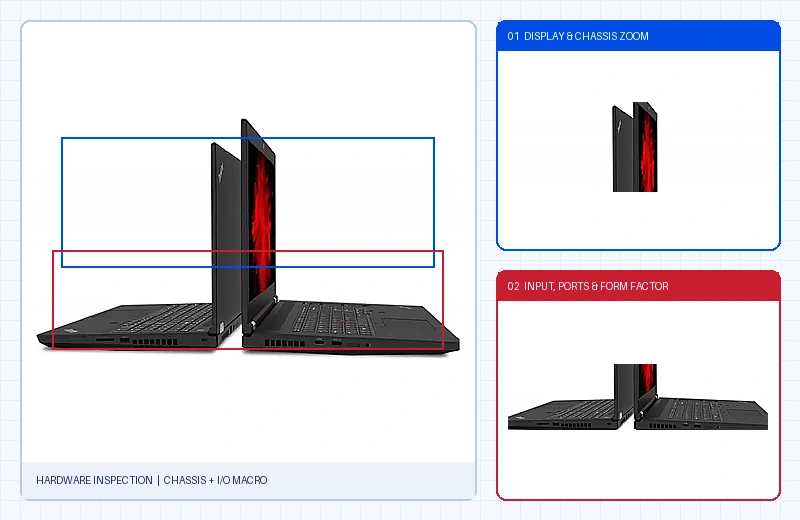 01 DISPLAY & CHASSIS ZOOM
02 INPUT, PORTS & FORM FACTOR
HARDWARE INSPECTION | CHASSIS + I/O MACRO